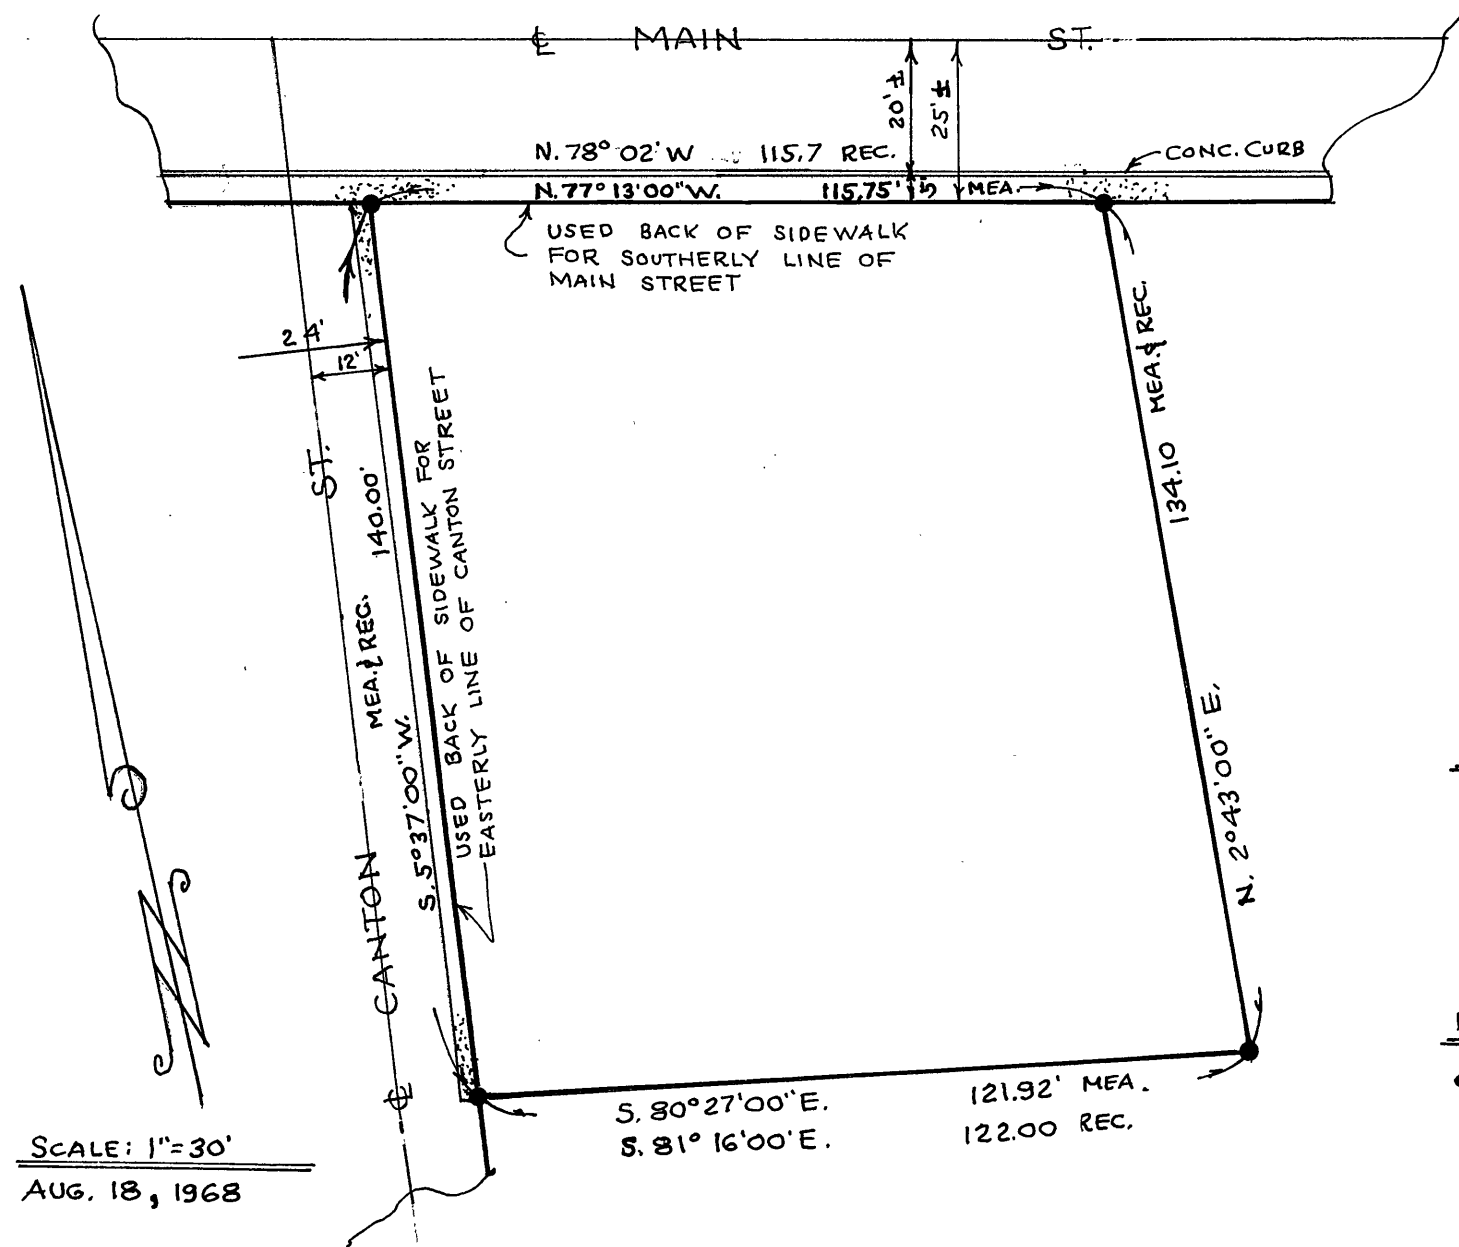 ℄ MAIN ST.
20'±
25'±
N. 78° 02' W 115.7 REC.
CONC. CURB
N. 77° 13' 00" W. 115.75' MEA.
5'
USED BACK OF SIDEWALK
FOR SOUTHERLY LINE OF
MAIN STREET
24'
12'
℄ CANTON ST.
S. 5° 37' 00" W. MEA. & REC. 140.00'
USED BACK OF SIDEWALK FOR
EASTERLY LINE OF CANTON STREET
134.10 MEA. & REC.
N. 2° 43' 00" E.
N
S. 80° 27' 00" E. 121.92' MEA.
S. 81° 16' 00' E. 122.00 REC.
SCALE: 1"=30'
AUG. 18, 1968